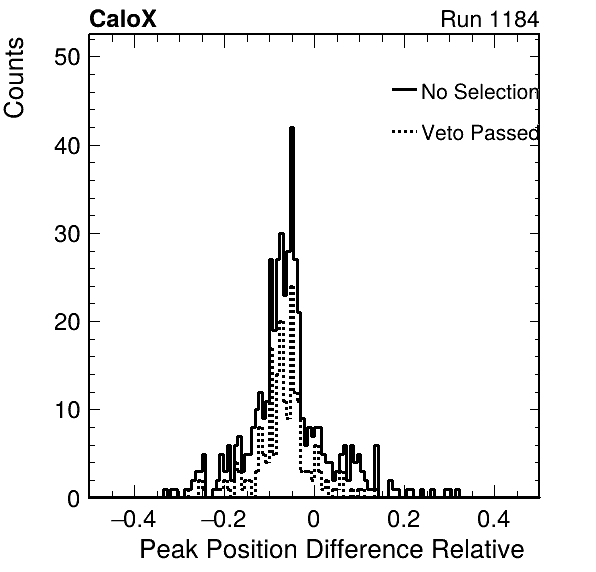 CaloX Run 1184
Counts
50
40
30
20
10
0
No Selection
Veto Passed
−0.4 −0.2 0 0.2 0.4
Peak Position Difference Relative